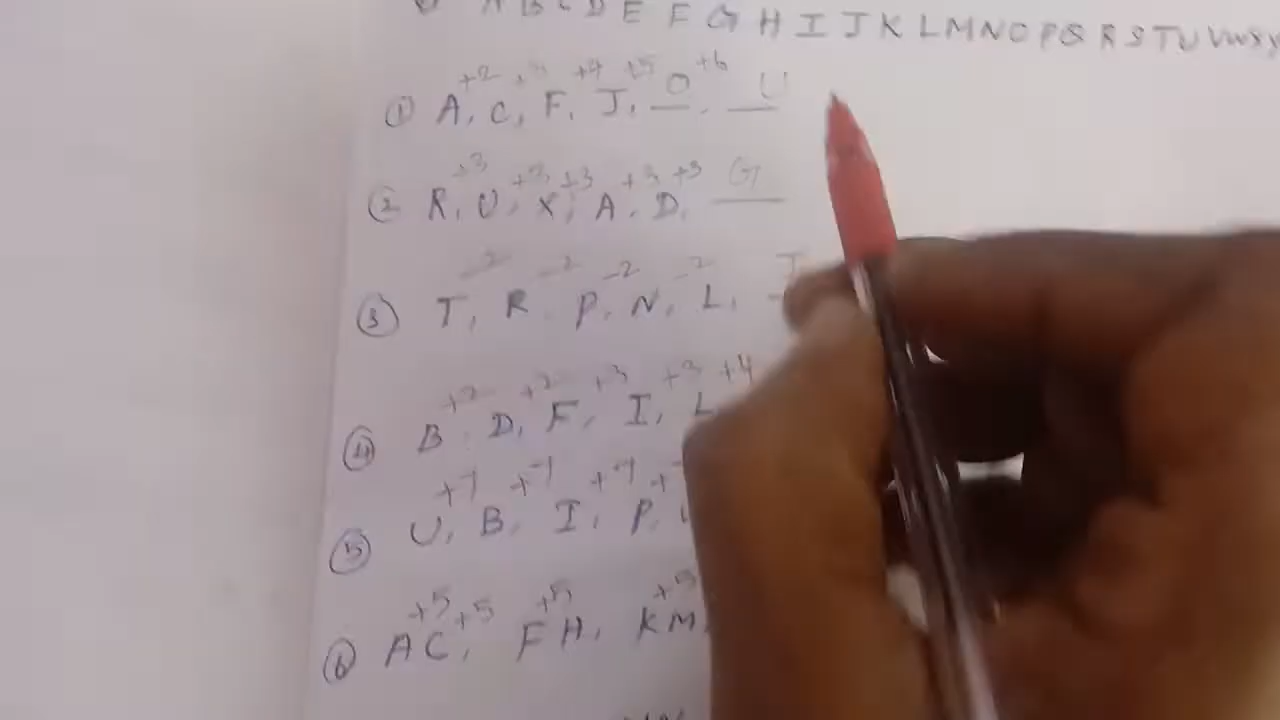 A B C D E F G H I J K L M N O P Q R S T U V W X Y
+2 +3 +4 +5 +6
① A, C, F, J, O, U
+3 +3 +3 +3 +3
② R, U, X, A, D, G
-2 -2 -2 -2
③ T, R, P, N, L,
+2 +2 +3 +3 +4
④ B, D, F, I, L
+7 +7 +7
⑤ U, B, I, P,
+5 +5 +5 +5
⑥ AC, FH, KM,